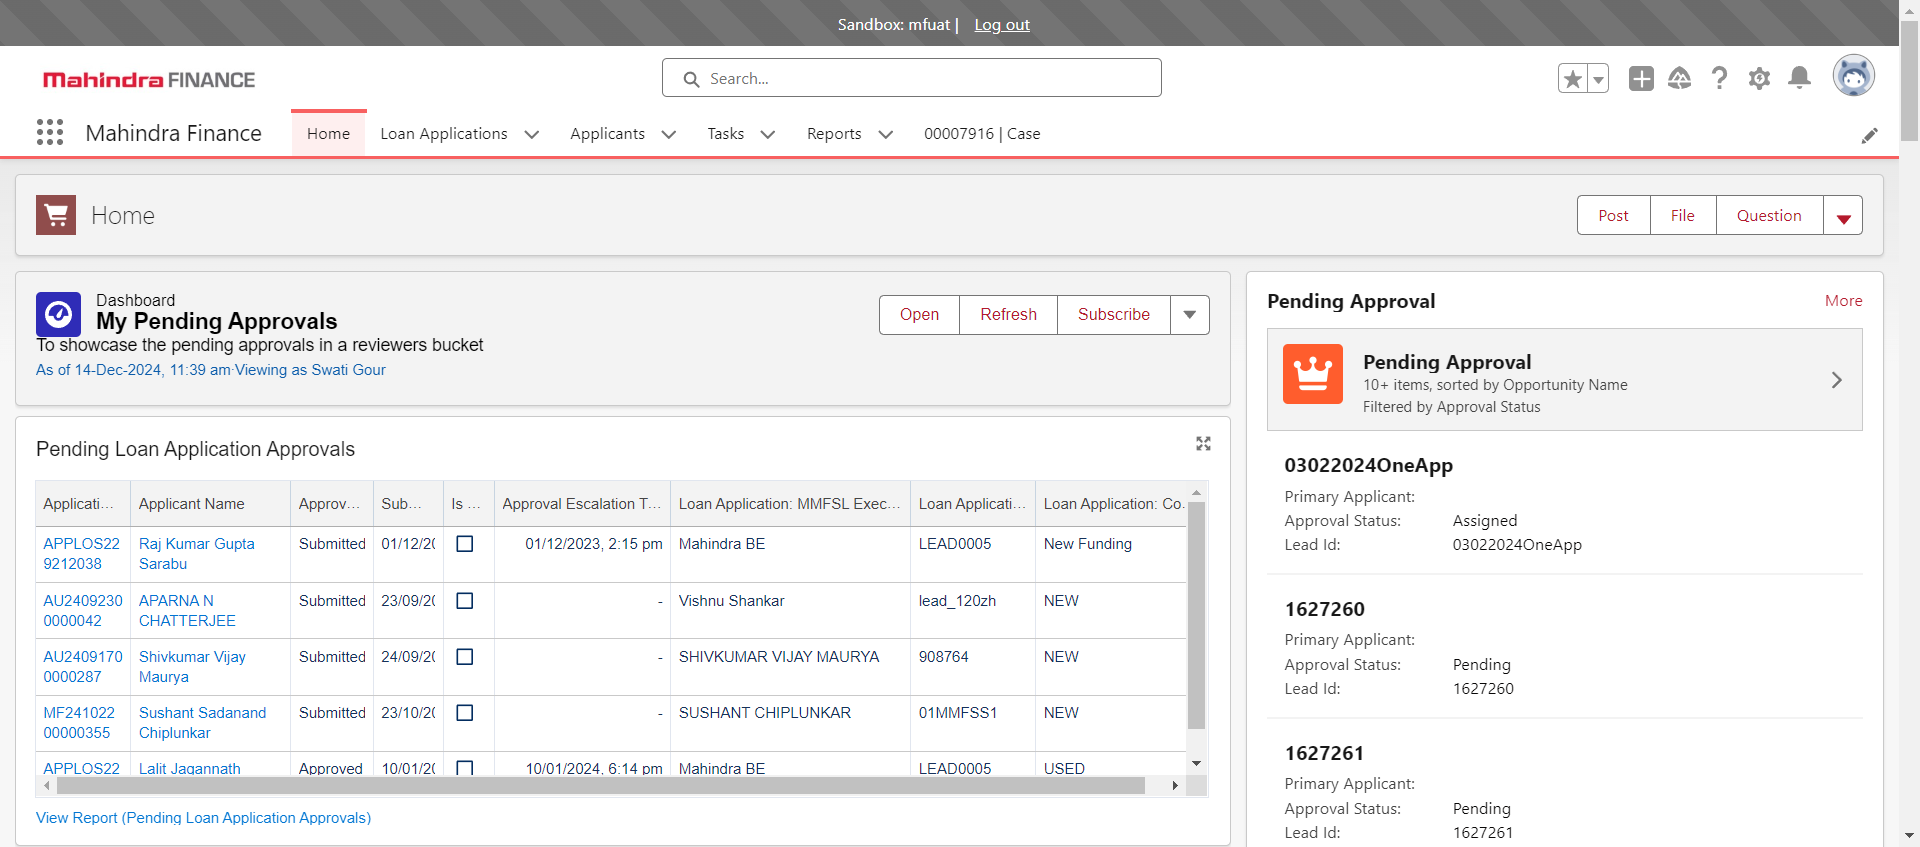 Sandbox: mfuat | Log out
Mahindra FINANCE
Search...
Mahindra Finance
Home
Loan Applications
Applicants
Tasks
Reports
00007916 | Case
Home
Post
File
Question
Dashboard
My Pending Approvals
To showcase the pending approvals in a reviewers bucket
As of 14-Dec-2024, 11:39 am·Viewing as Swati Gour
Open
Refresh
Subscribe
Pending Loan Application Approvals
Applicati... Applicant Name Approv... Sub... Is ... Approval Escalation T... Loan Application: MMFSL Exec... Loan Applicati... Loan Application: Co.
APPLOS22 Raj Kumar Gupta Submitted 01/12/20 01/12/2023, 2:15 pm Mahindra BE LEAD0005 New Funding
9212038 Sarabu
AU2409230 APARNA N Submitted 23/09/20 - Vishnu Shankar lead_120zh NEW
0000042 CHATTERJEE
AU2409170 Shivkumar Vijay Submitted 24/09/20 - SHIVKUMAR VIJAY MAURYA 908764 NEW
0000287 Maurya
MF241022 Sushant Sadanand Submitted 23/10/20 - SUSHANT CHIPLUNKAR 01MMFSS1 NEW
00000355 Chiplunkar
APPLOS22 Lalit Jagannath Approved 10/01/20 10/01/2024, 6:14 pm Mahindra BE LEAD0005 USED
View Report (Pending Loan Application Approvals)
Pending Approval
More
Pending Approval
10+ items, sorted by Opportunity Name
Filtered by Approval Status
03022024OneApp
Primary Applicant:
Approval Status: Assigned
Lead Id: 03022024OneApp
1627260
Primary Applicant:
Approval Status: Pending
Lead Id: 1627260
1627261
Primary Applicant:
Approval Status: Pending
Lead Id: 1627261